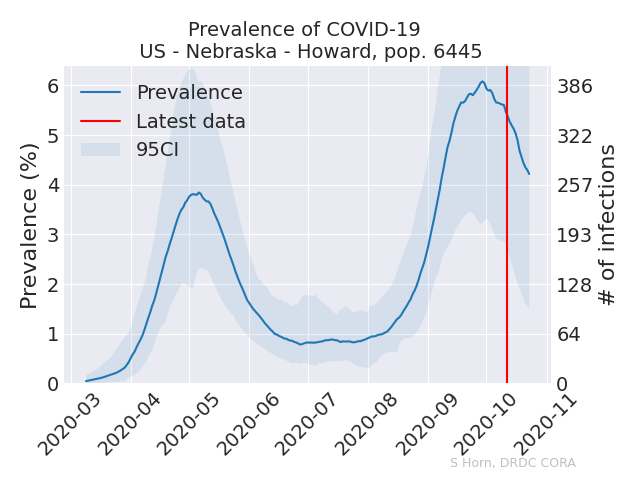 Prevalence of COVID-19
US - Nebraska - Howard, pop. 6445
Prevalence
Latest data
95CI
Prevalence (%)
6
5
4
3
2
1
0
386
322
257
193
128
64
0
# of infections
2020-03
2020-04
2020-05
2020-06
2020-07
2020-08
2020-09
2020-10
2020-11
S Horn, DRDC CORA